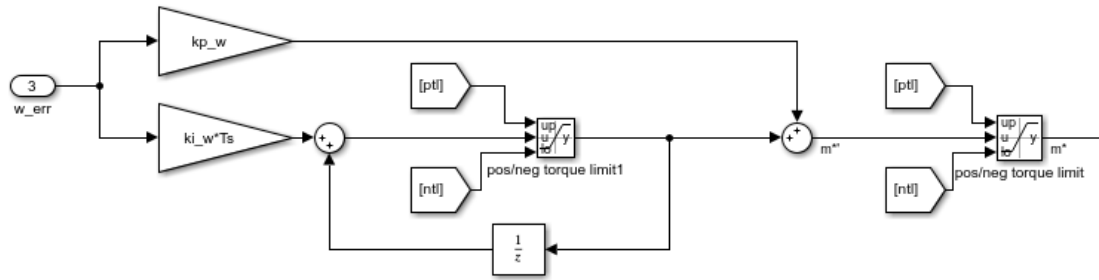 kp_w
3
w_err
ki_w*Ts
+
+
[ptl]
up
u
lo
y
pos/neg torque limit1
[ntl]
1
z
+
+
m*'
[ptl]
up
u
lo
y
m*
pos/neg torque limit
[ntl]